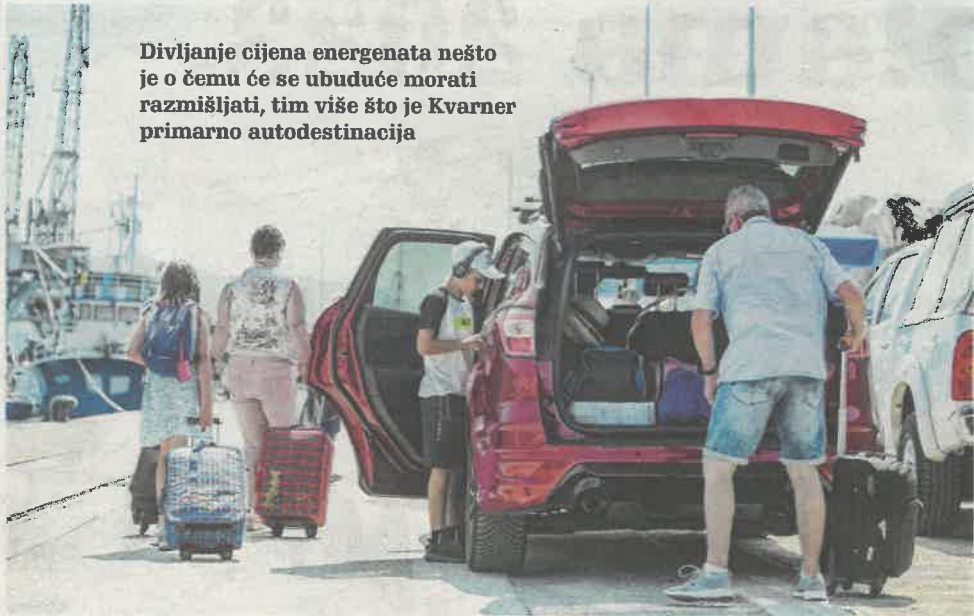 Divljanje cijena energenata nešto
je o čemu će se ubuduće morati
razmišljati, tim više što je Kvarner
primarno autodestinacija